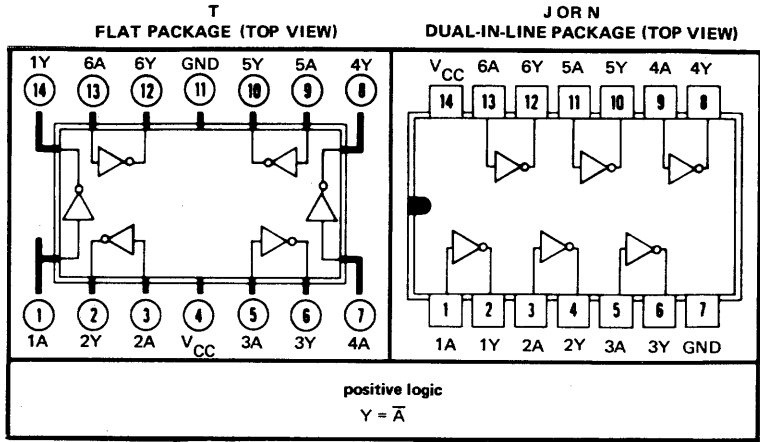 T
FLAT PACKAGE (TOP VIEW)
1Y 6A 6Y GND 5Y 5A 4Y
14 13 12 11 10 9 8
1 2 3 4 5 6 7
1A 2Y 2A VCC 3A 3Y 4A
J OR N
DUAL-IN-LINE PACKAGE (TOP VIEW)
VCC 6A 6Y 5A 5Y 4A 4Y
14 13 12 11 10 9 8
1 2 3 4 5 6 7
1A 1Y 2A 2Y 3A 3Y GND
positive logic
Y = A̅